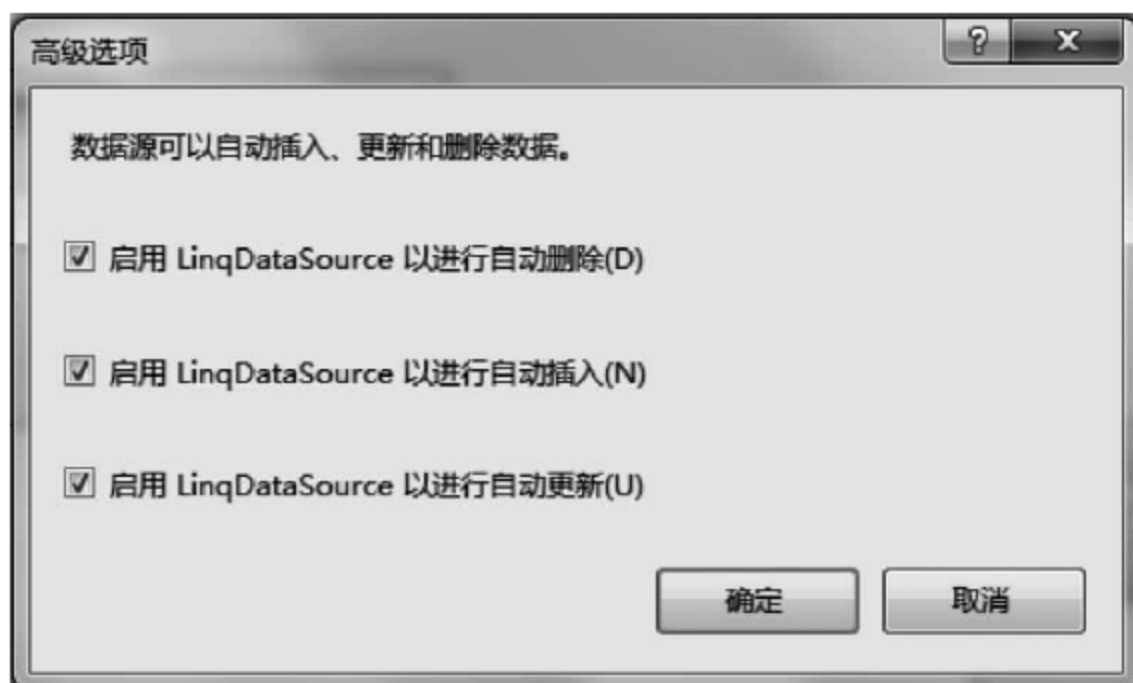 高级选项
数据源可以自动插入、更新和删除数据。
启用 LinqDataSource 以进行自动删除(D)
启用 LinqDataSource 以进行自动插入(N)
启用 LinqDataSource 以进行自动更新(U)
确定 取消